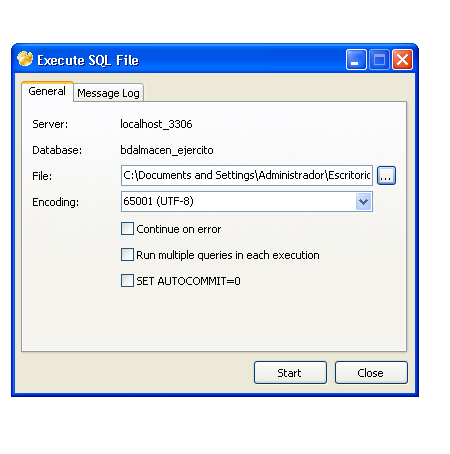 Execute SQL File
General Message Log
Server: localhost_3306
Database: bdalmacen_ejercito
File: C:\Documents and Settings\Administrador\Escritorio ...
Encoding: 65001 (UTF-8)
Continue on error
Run multiple queries in each execution
SET AUTOCOMMIT=0
Start Close